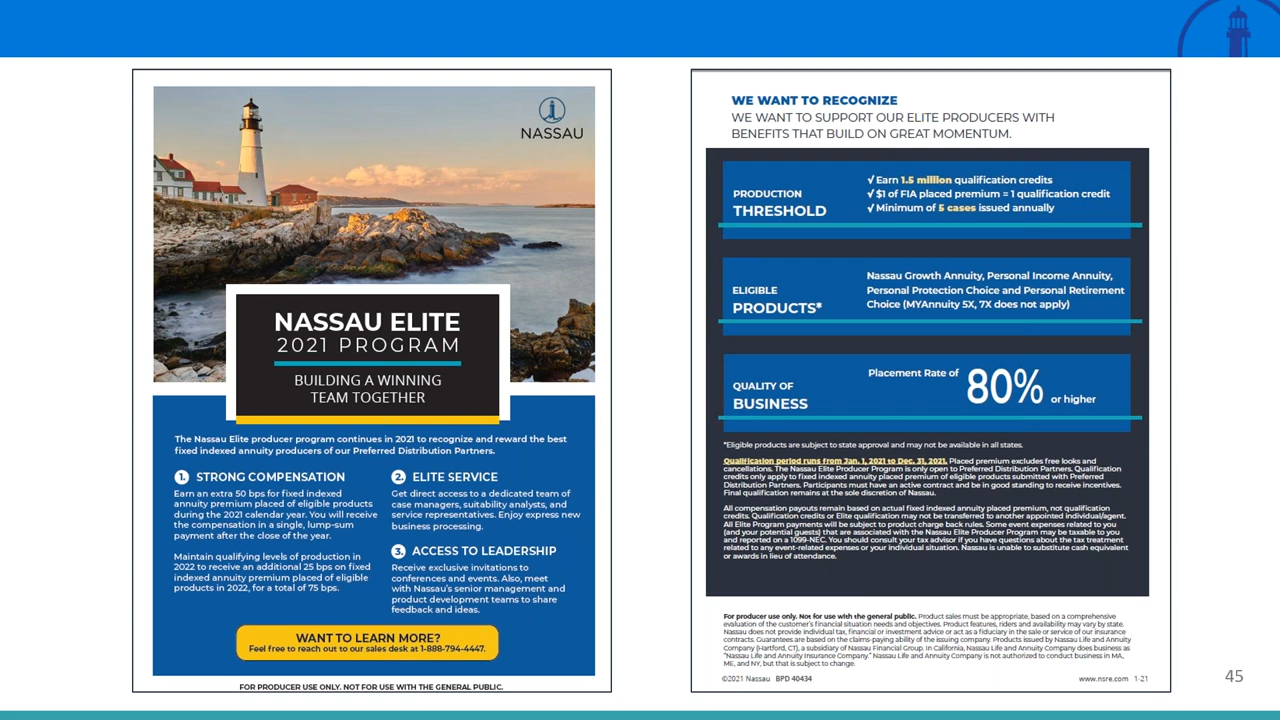 NASSAU
NASSAU ELITE
2021 PROGRAM
BUILDING A WINNING
TEAM TOGETHER
The Nassau Elite producer program continues in 2021 to recognize and reward the best
fixed indexed annuity producers of our Preferred Distribution Partners.
1. STRONG COMPENSATION
Earn an extra 50 bps for fixed indexed
annuity premium placed of eligible products
during the 2021 calendar year. You will receive
the compensation in a single, lump-sum
payment after the close of the year.
Maintain qualifying levels of production in
2022 to receive an additional 25 bps on fixed
indexed annuity premium placed of eligible
products in 2022, for a total of 75 bps.
2. ELITE SERVICE
Get direct access to a dedicated team of
case managers, suitability analysts, and
service representatives. Enjoy express new
business processing.
3. ACCESS TO LEADERSHIP
Receive exclusive invitations to
conferences and events. Also, meet
with Nassau's senior management and
product development teams to share
feedback and ideas.
WANT TO LEARN MORE?
Feel free to reach out to our sales desk at 1-888-794-4447.
FOR PRODUCER USE ONLY. NOT FOR USE WITH THE GENERAL PUBLIC.
WE WANT TO RECOGNIZE
WE WANT TO SUPPORT OUR ELITE PRODUCERS WITH
BENEFITS THAT BUILD ON GREAT MOMENTUM.
PRODUCTION
THRESHOLD
√ Earn 1.5 million qualification credits
√ $1 of FIA placed premium = 1 qualification credit
√ Minimum of 5 cases issued annually
ELIGIBLE
PRODUCTS*
Nassau Growth Annuity, Personal Income Annuity,
Personal Protection Choice and Personal Retirement
Choice (MYAnnuity 5X, 7X does not apply)
QUALITY OF
BUSINESS
Placement Rate of 80% or higher
*Eligible products are subject to state approval and may not be available in all states.
Qualification period runs from Jan. 1, 2021 to Dec. 31, 2021. Placed premium excludes free looks and
cancellations. The Nassau Elite Producer Program is only open to Preferred Distribution Partners. Qualification
credits only apply to fixed indexed annuity placed premium of eligible products submitted with Preferred
Distribution Partners. Participants must have an active contract and be in good standing to receive incentives.
Final qualification remains at the sole discretion of Nassau.
All compensation payouts remain based on actual fixed indexed annuity placed premium, not qualification
credits. Qualification credits or Elite qualification may not be transferred to another appointed individual/agent.
All Elite Program payments will be subject to product charge back rules. Some event expenses related to you
(and your potential guests) that are associated with the Nassau Elite Producer Program may be taxable to you
and reported on a 1099-NEC. You should consult your tax advisor if you have questions about the tax treatment
related to any event-related expenses or your individual situation. Nassau is unable to substitute cash equivalent
or awards in lieu of attendance.
For producer use only. Not for use with the general public. Product sales must be appropriate, based on a comprehensive
evaluation of the customer's financial situation needs and objectives. Product features, riders and availability may vary by state.
Nassau does not provide individual tax, financial or investment advice or act as a fiduciary in the sale or service of our insurance
contracts. Guarantees are based on the claims-paying ability of the issuing company. Products issued by Nassau Life and Annuity
Company (Hartford, CT), a subsidiary of Nassau Financial Group. In California, Nassau Life and Annuity Company does business as
"Nassau Life and Annuity Insurance Company." Nassau Life and Annuity Company is not authorized to conduct business in MA,
ME, and NY, but that is subject to change.
©2021 Nassau BPD 40434
www.nsre.com 1-21
45